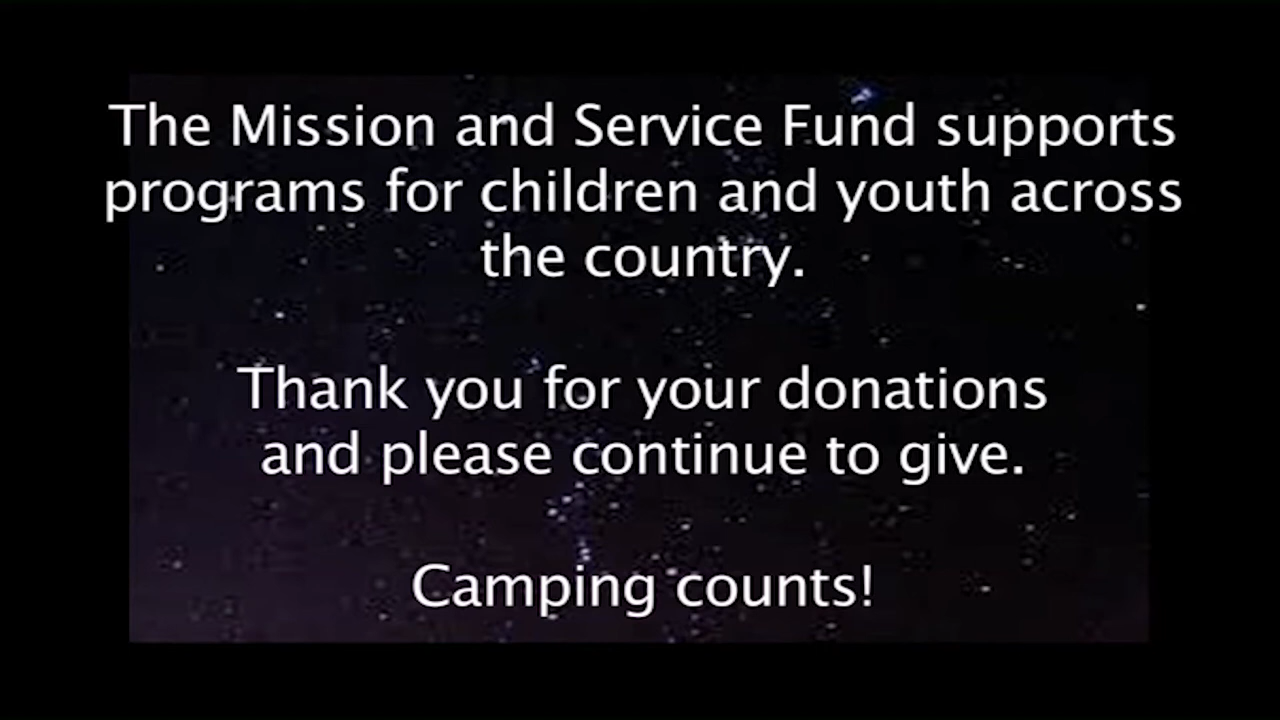 The Mission and Service Fund supports
programs for children and youth across
the country.
Thank you for your donations
and please continue to give.
Camping counts!